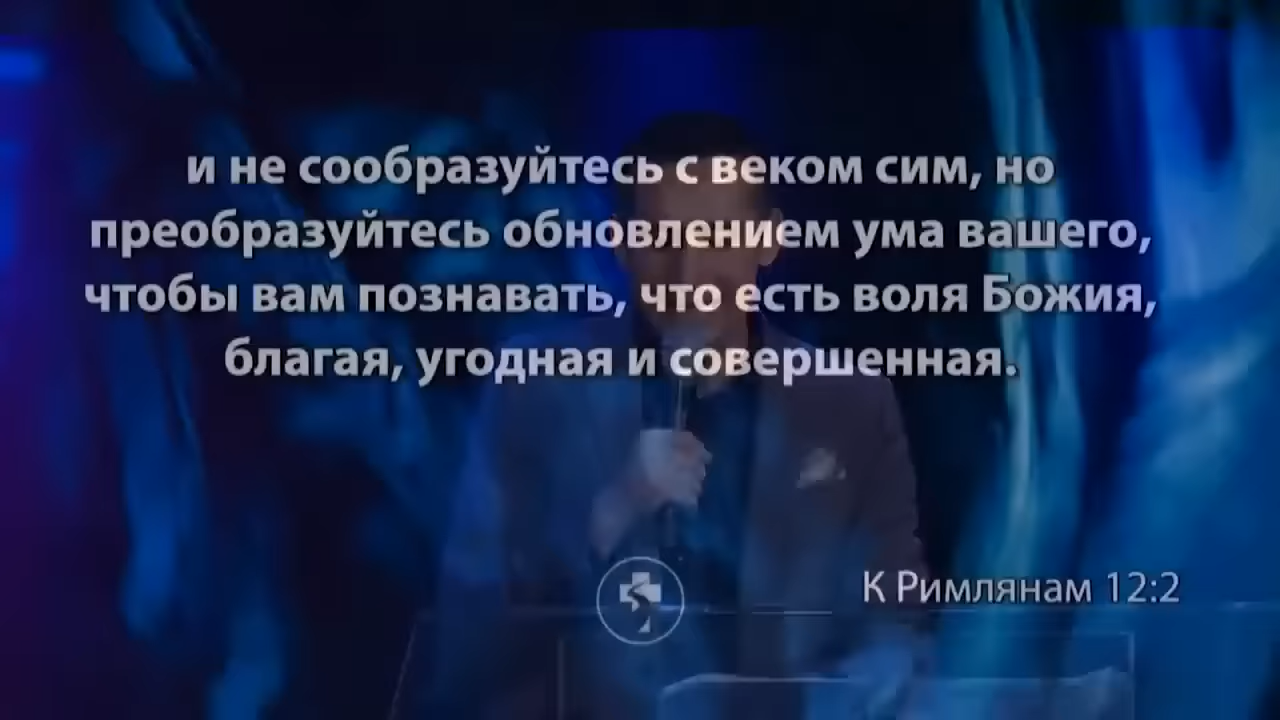 и не сообразуйтесь с веком сим, но
преобразуйтесь обновлением ума вашего,
чтобы вам познавать, что есть воля Божия,
благая, угодная и совершенная.
К Римлянам 12:2